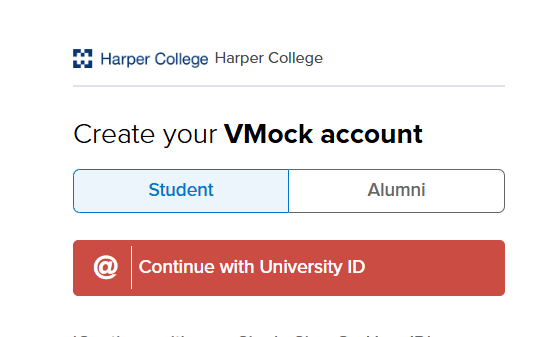 Harper College Harper College
Create your VMock account
Student Alumni
@ Continue with University ID